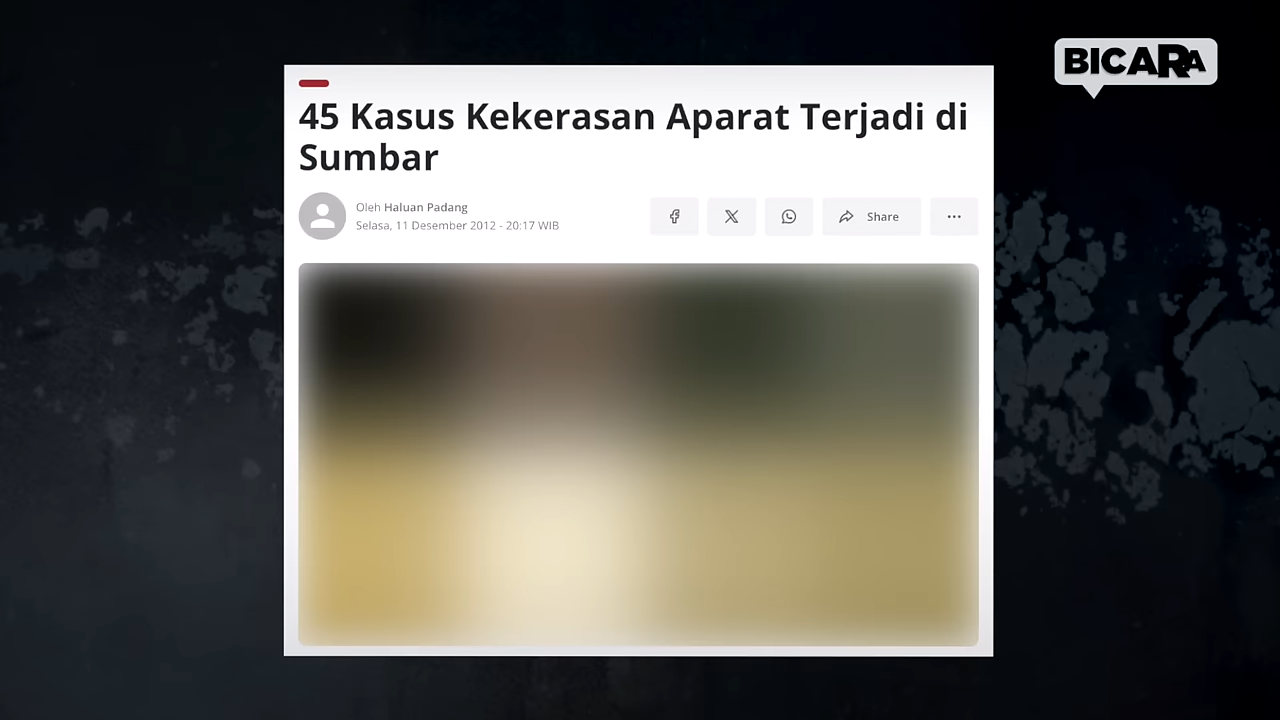 BICARA
45 Kasus Kekerasan Aparat Terjadi di
Sumbar
Oleh Haluan Padang
Selasa, 11 Desember 2012 - 20:17 WIB
Share